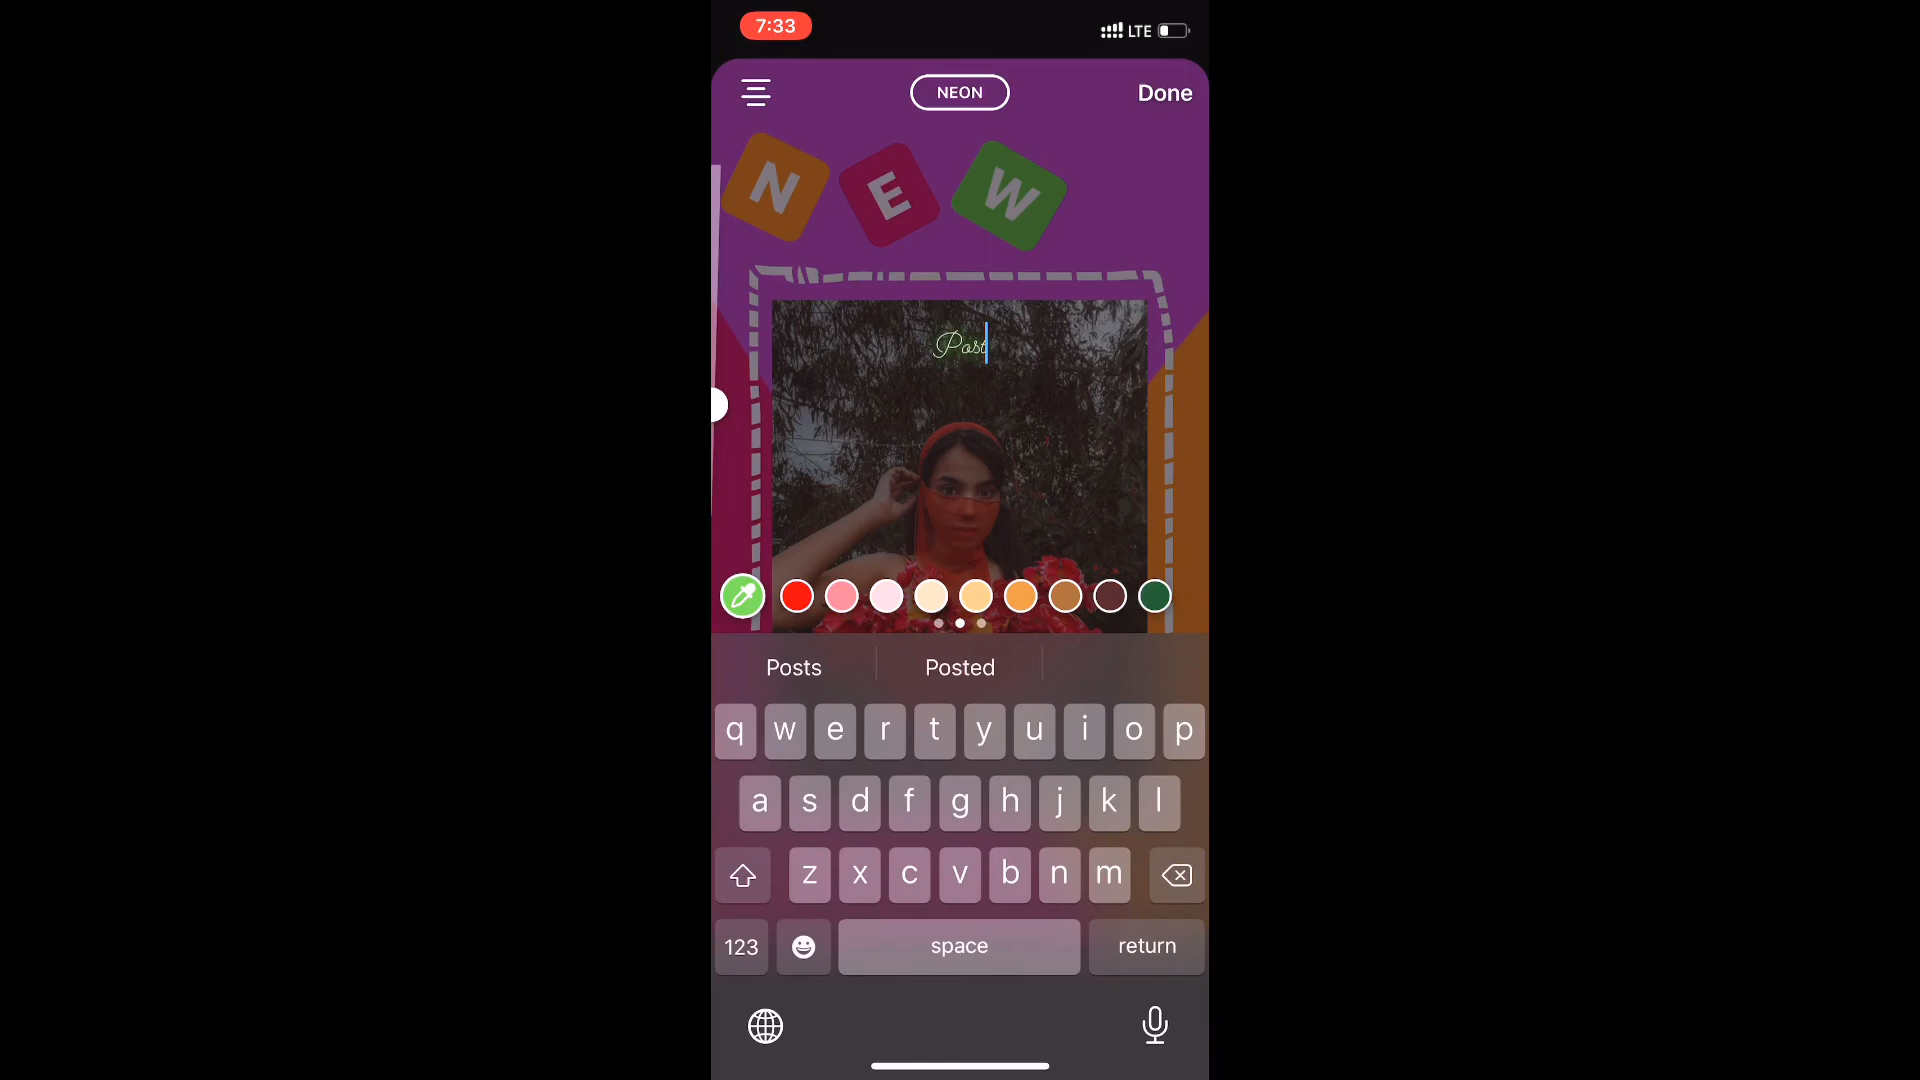 7:33 LTE
NEON Done
N E W
Post
Posts Posted
q w e r t y u i o p
a s d f g h j k l
z x c v b n m
123 space return